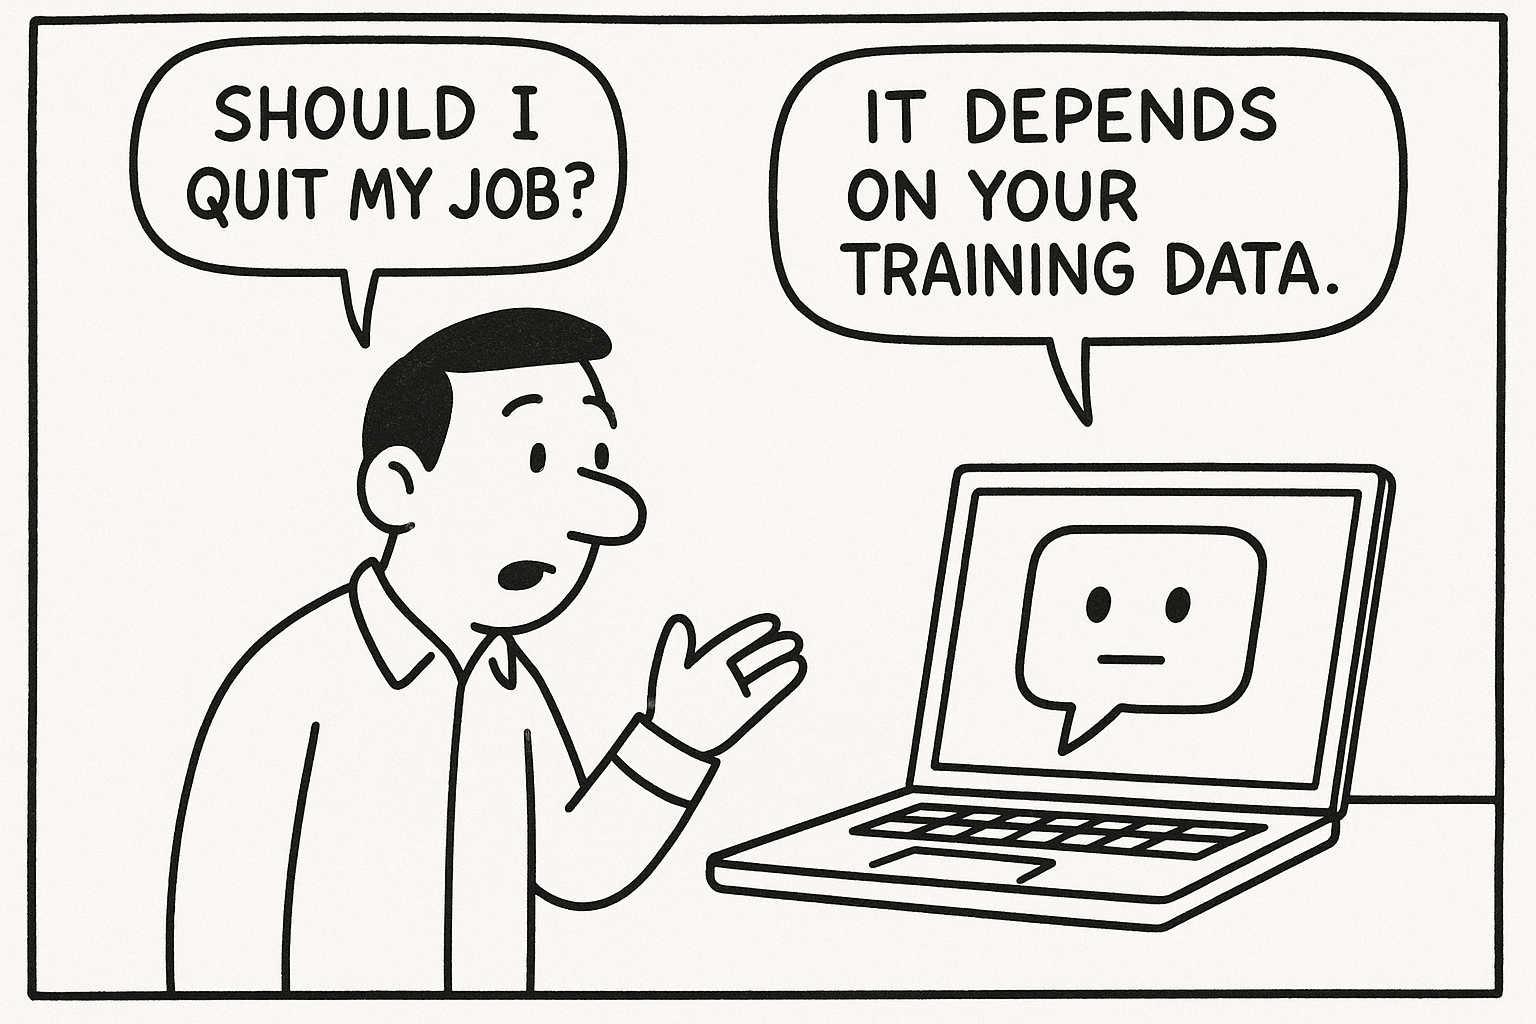 SHOULD I
QUIT MY JOB?
IT DEPENDS
ON YOUR
TRAINING DATA.